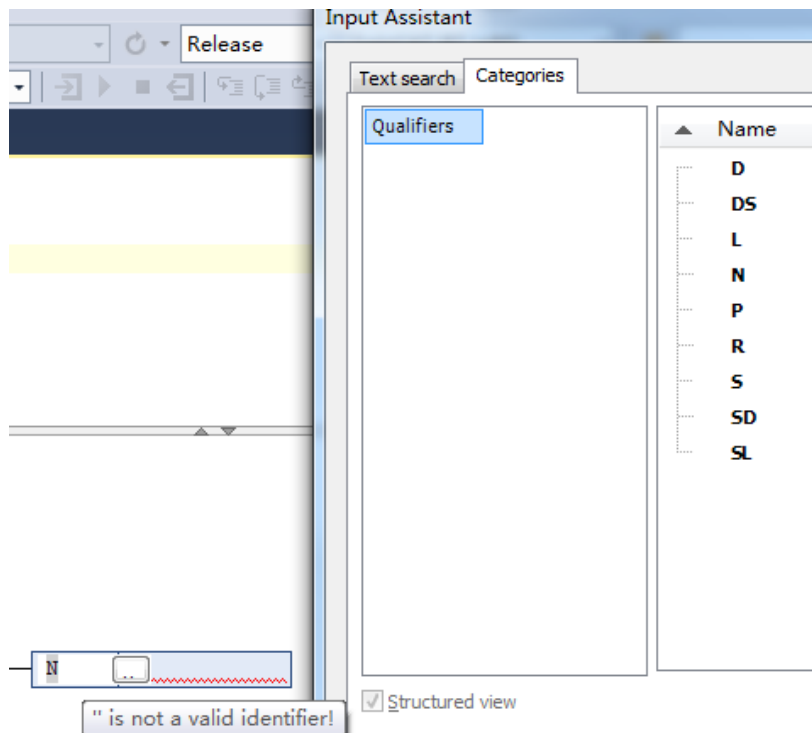 Input Assistant
Release
Text search
Categories
Qualifiers
Name
D
DS
L
N
P
R
S
SD
SL
N
..
'' is not a valid identifier!
Structured view